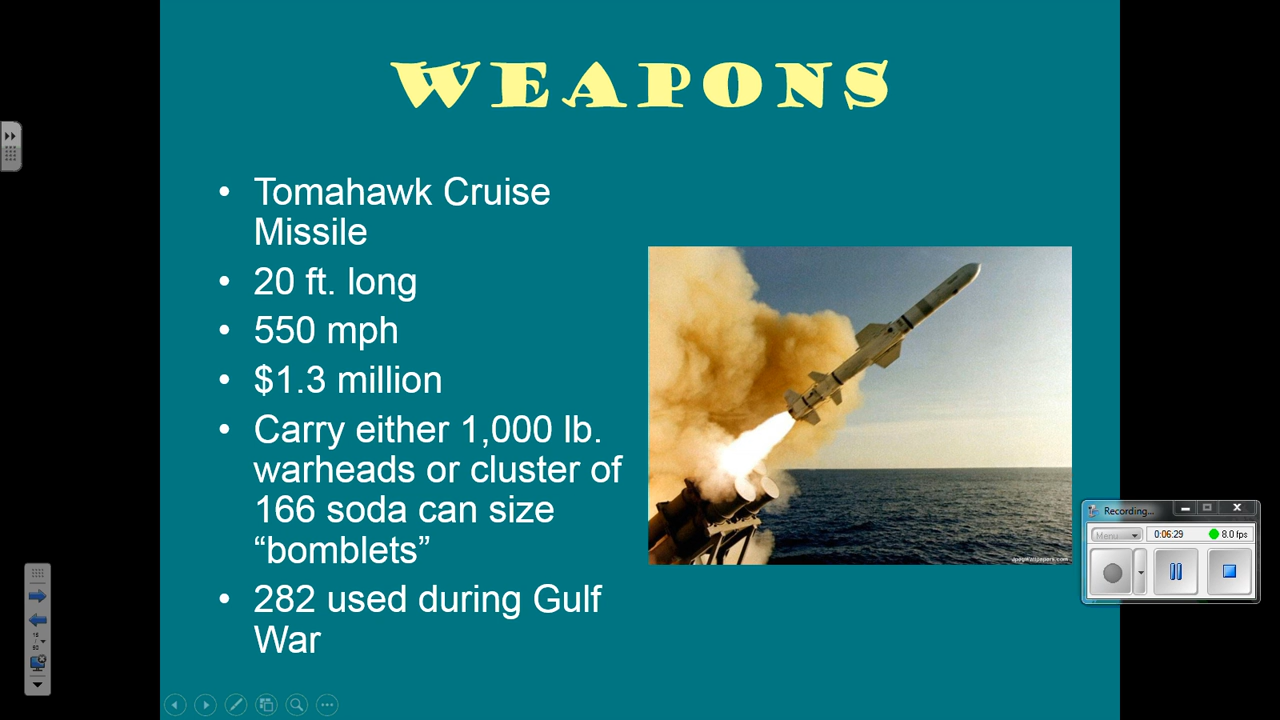 WEAPONS
• Tomahawk Cruise
Missile
• 20 ft. long
• 550 mph
• $1.3 million
• Carry either 1,000 lb.
warheads or cluster of
166 soda can size
“bomblets”
• 282 used during Gulf
War
Recording...
Menu
0:06:29
8.0 fps